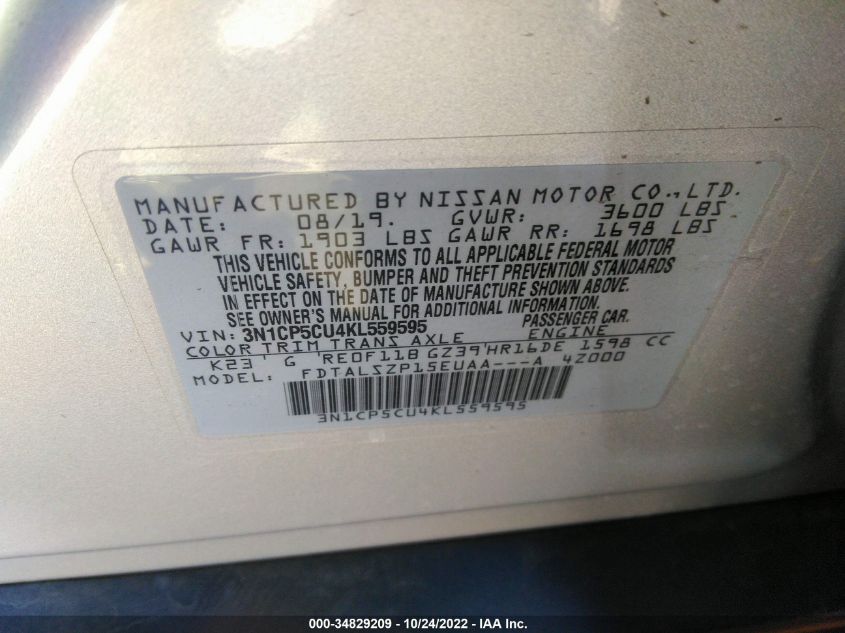 MANUFACTURED BY NISSAN MOTOR CO.,LTD.
DATE: 08/19. GVWR: 3600 LBS
GAWR FR: 1903 LBS GAWR RR: 1698 LBS
THIS VEHICLE CONFORMS TO ALL APPLICABLE FEDERAL MOTOR
VEHICLE SAFETY, BUMPER AND THEFT PREVENTION STANDARDS
IN EFFECT ON THE DATE OF MANUFACTURE SHOWN ABOVE.
SEE OWNER'S MANUAL FOR ADDITIONAL INFORMATION.
VIN: 3N1CP5CU4KL559595 PASSENGER CAR.
COLOR TRIM TRANS AXLE ENGINE
K23 G RE0F11B GZ39 HR16DE 1598 CC
MODEL: FDTALSZP15EUAA---A 4Z000
3N1CP5CU4KL559595
000-34829209 - 10/24/2022 - IAA Inc.